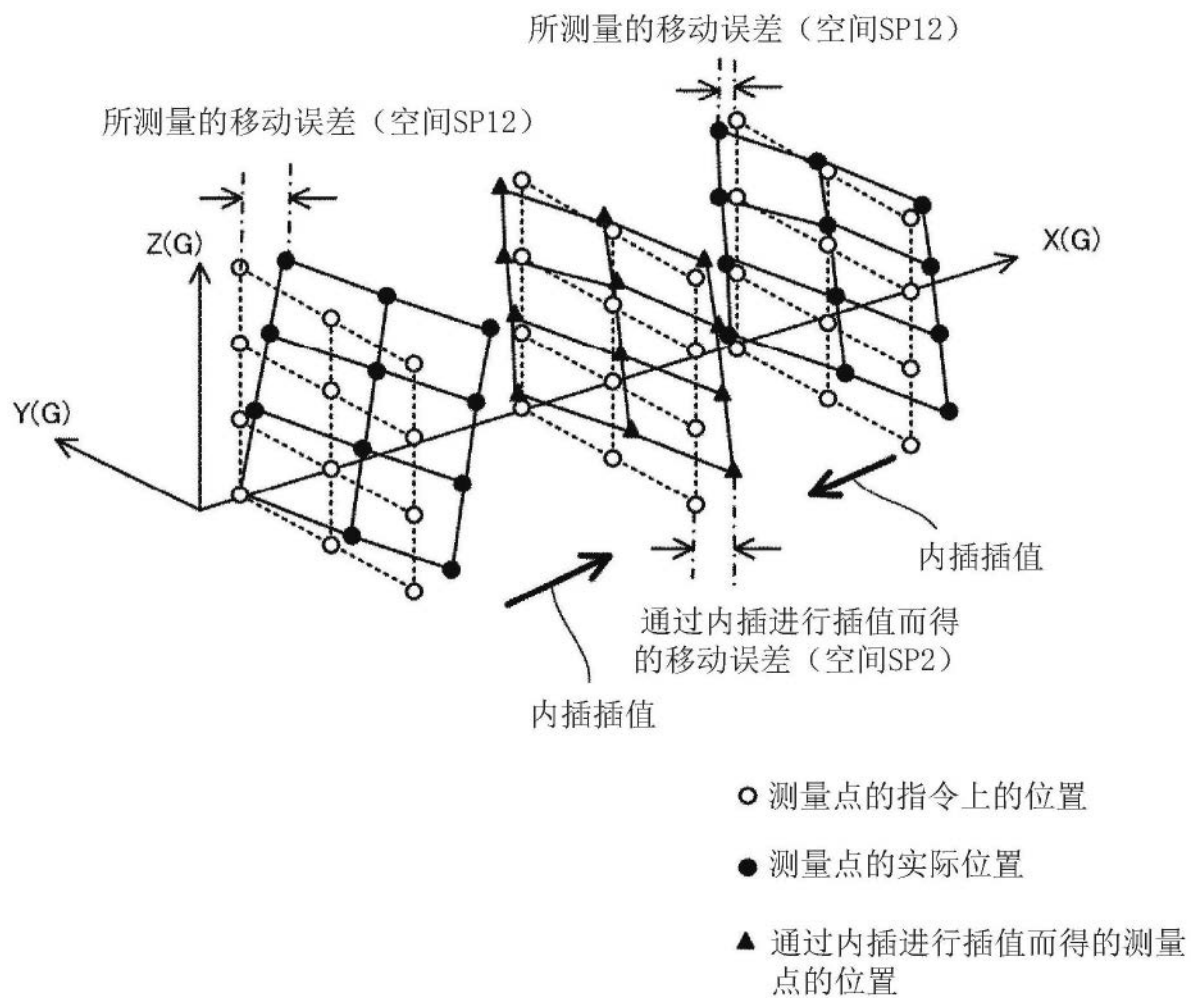 所测量的移动误差（空间SP12）
所测量的移动误差（空间SP12）
Z(G)
X(G)
Y(G)
内插插值
通过内插进行插值而得
的移动误差（空间SP2）
内插插值
测量点的指令上的位置
测量点的实际位置
通过内插进行插值而得的测量
点的位置